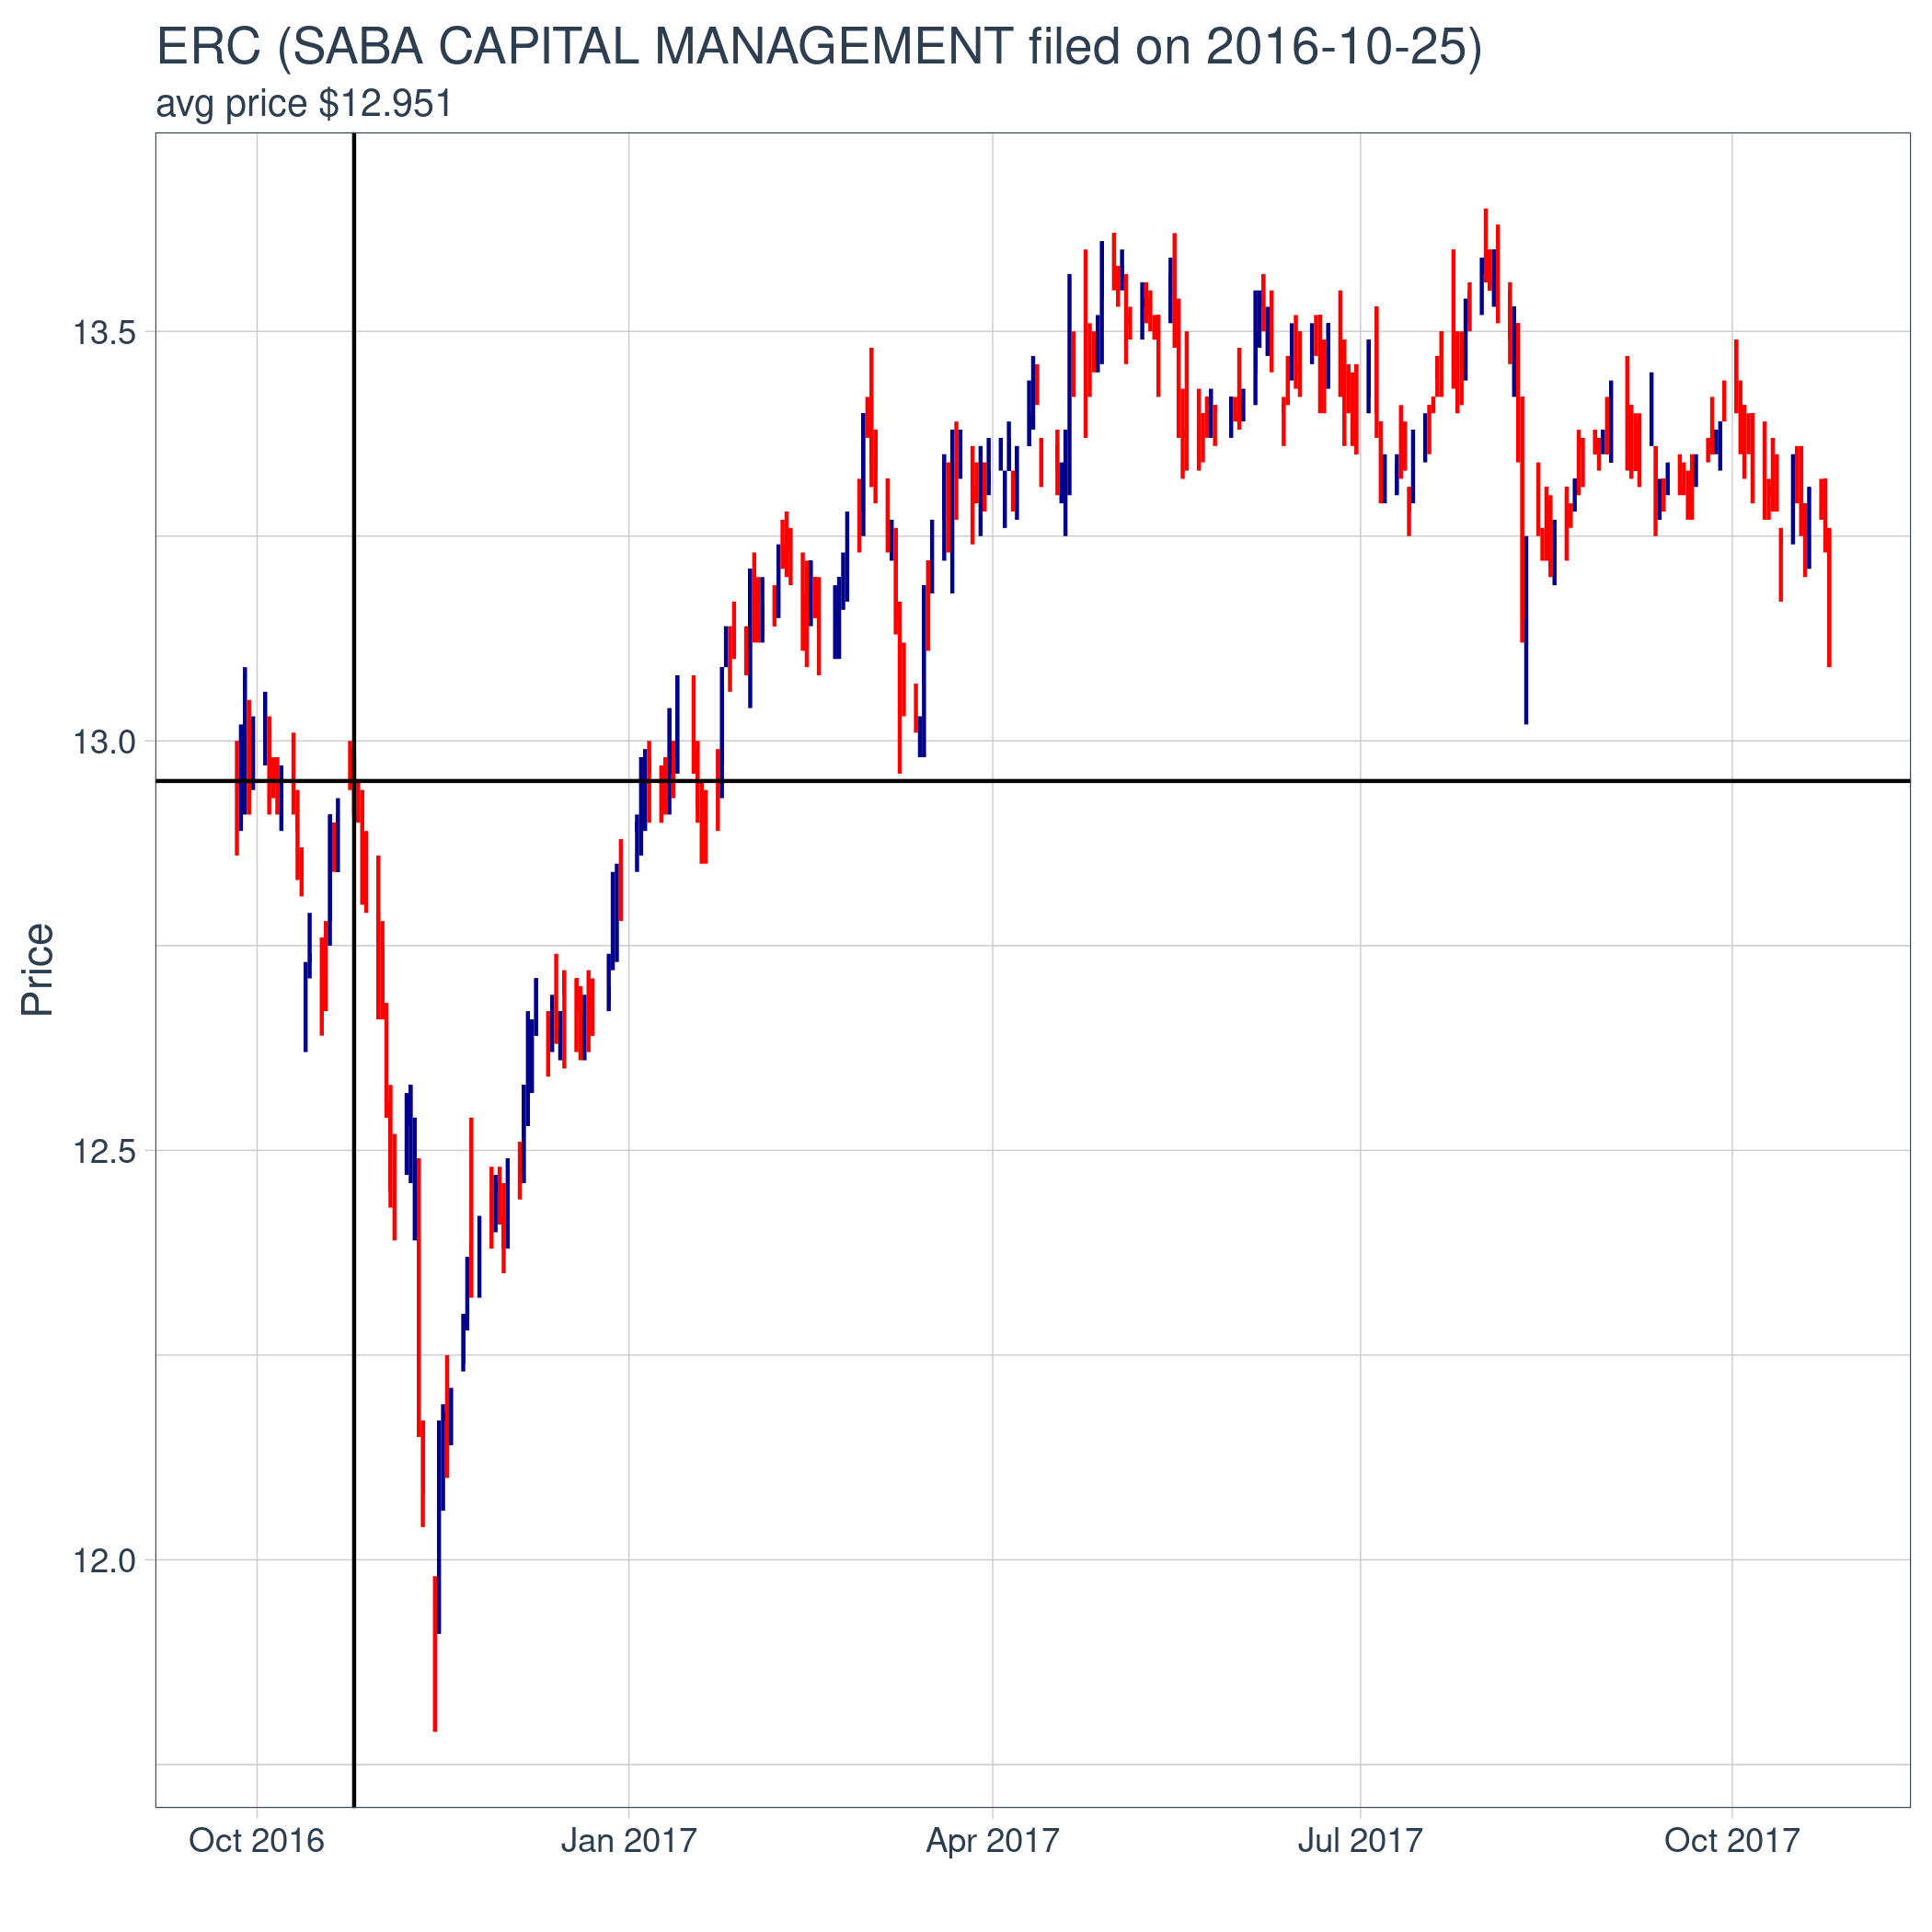 ERC (SABA CAPITAL MANAGEMENT filed on 2016-10-25)
avg price $12.951
13.5
13.0
12.5
12.0
Price
Oct 2016
Jan 2017
Apr 2017
Jul 2017
Oct 2017